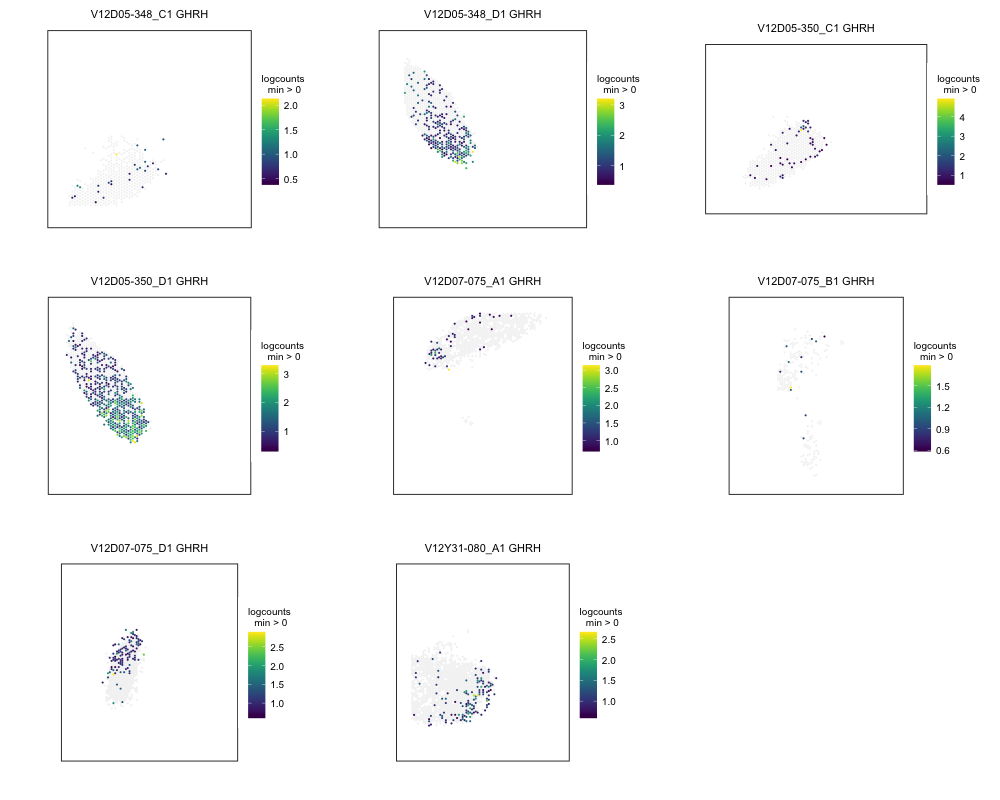 V12D05-348_C1 GHRH
logcounts
min > 0
2.0
1.5
1.0
0.5
V12D05-348_D1 GHRH
logcounts
min > 0
3
2
1
V12D05-350_C1 GHRH
logcounts
min > 0
4
3
2
1
V12D05-350_D1 GHRH
logcounts
min > 0
3
2
1
V12D07-075_A1 GHRH
logcounts
min > 0
3.0
2.5
2.0
1.5
1.0
V12D07-075_B1 GHRH
logcounts
min > 0
1.5
1.2
0.9
0.6
V12D07-075_D1 GHRH
logcounts
min > 0
2.5
2.0
1.5
1.0
V12Y31-080_A1 GHRH
logcounts
min > 0
2.5
2.0
1.5
1.0